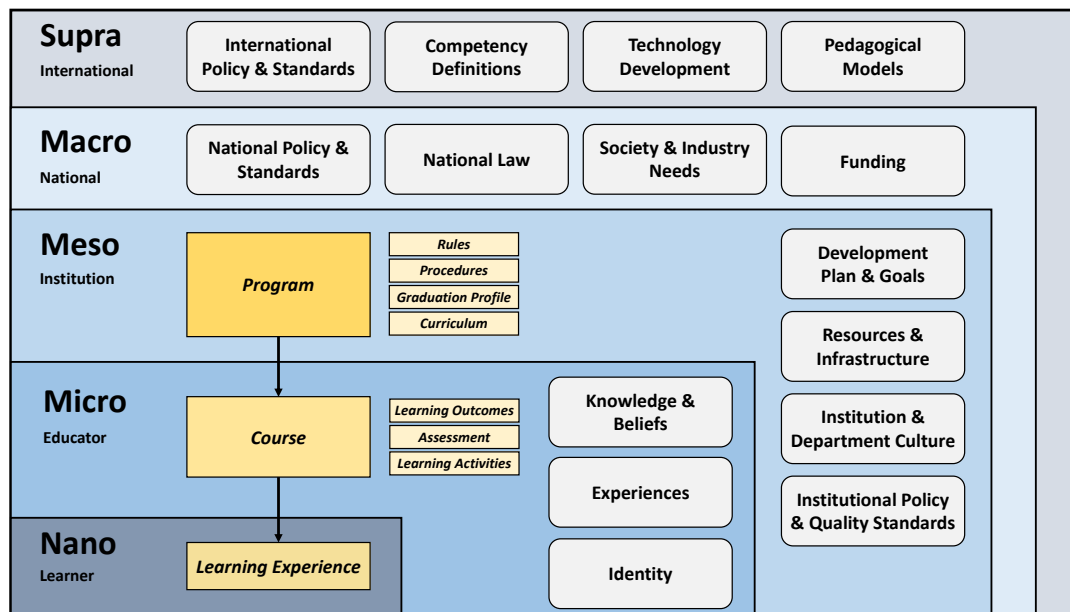 Supra
International
International
Policy & Standards
Competency
Definitions
Technology
Development
Pedagogical
Models
Macro
National
National Policy &
Standards
National Law
Society & Industry
Needs
Funding
Meso
Institution
Program
Rules
Procedures
Graduation Profile
Curriculum
Development
Plan & Goals
Resources &
Infrastructure
Institution &
Department Culture
Institutional Policy
& Quality Standards
Micro
Educator
Course
Learning Outcomes
Assessment
Learning Activities
Knowledge &
Beliefs
Experiences
Identity
Nano
Learner
Learning Experience